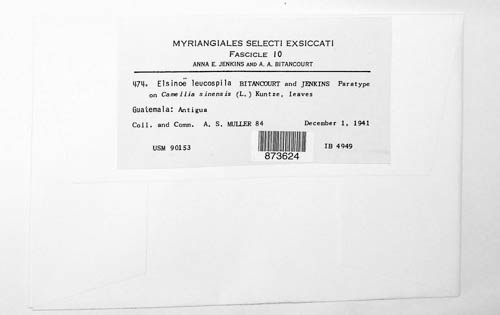 MYRIANGIALES SELECTI EXSICCATI
FASCICLE 10
ANNA E. JENKINS AND A. A. BITANCOURT
474. Elsinoë leucospila BITANCOURT and JENKINS Paratype
on Camellia sinensis (L.) Kuntze, leaves
Guatemala: Antigua
Coll. and Comm. A. S. MULLER 84 December 1, 1941
873624
USM 90153 IB 4949